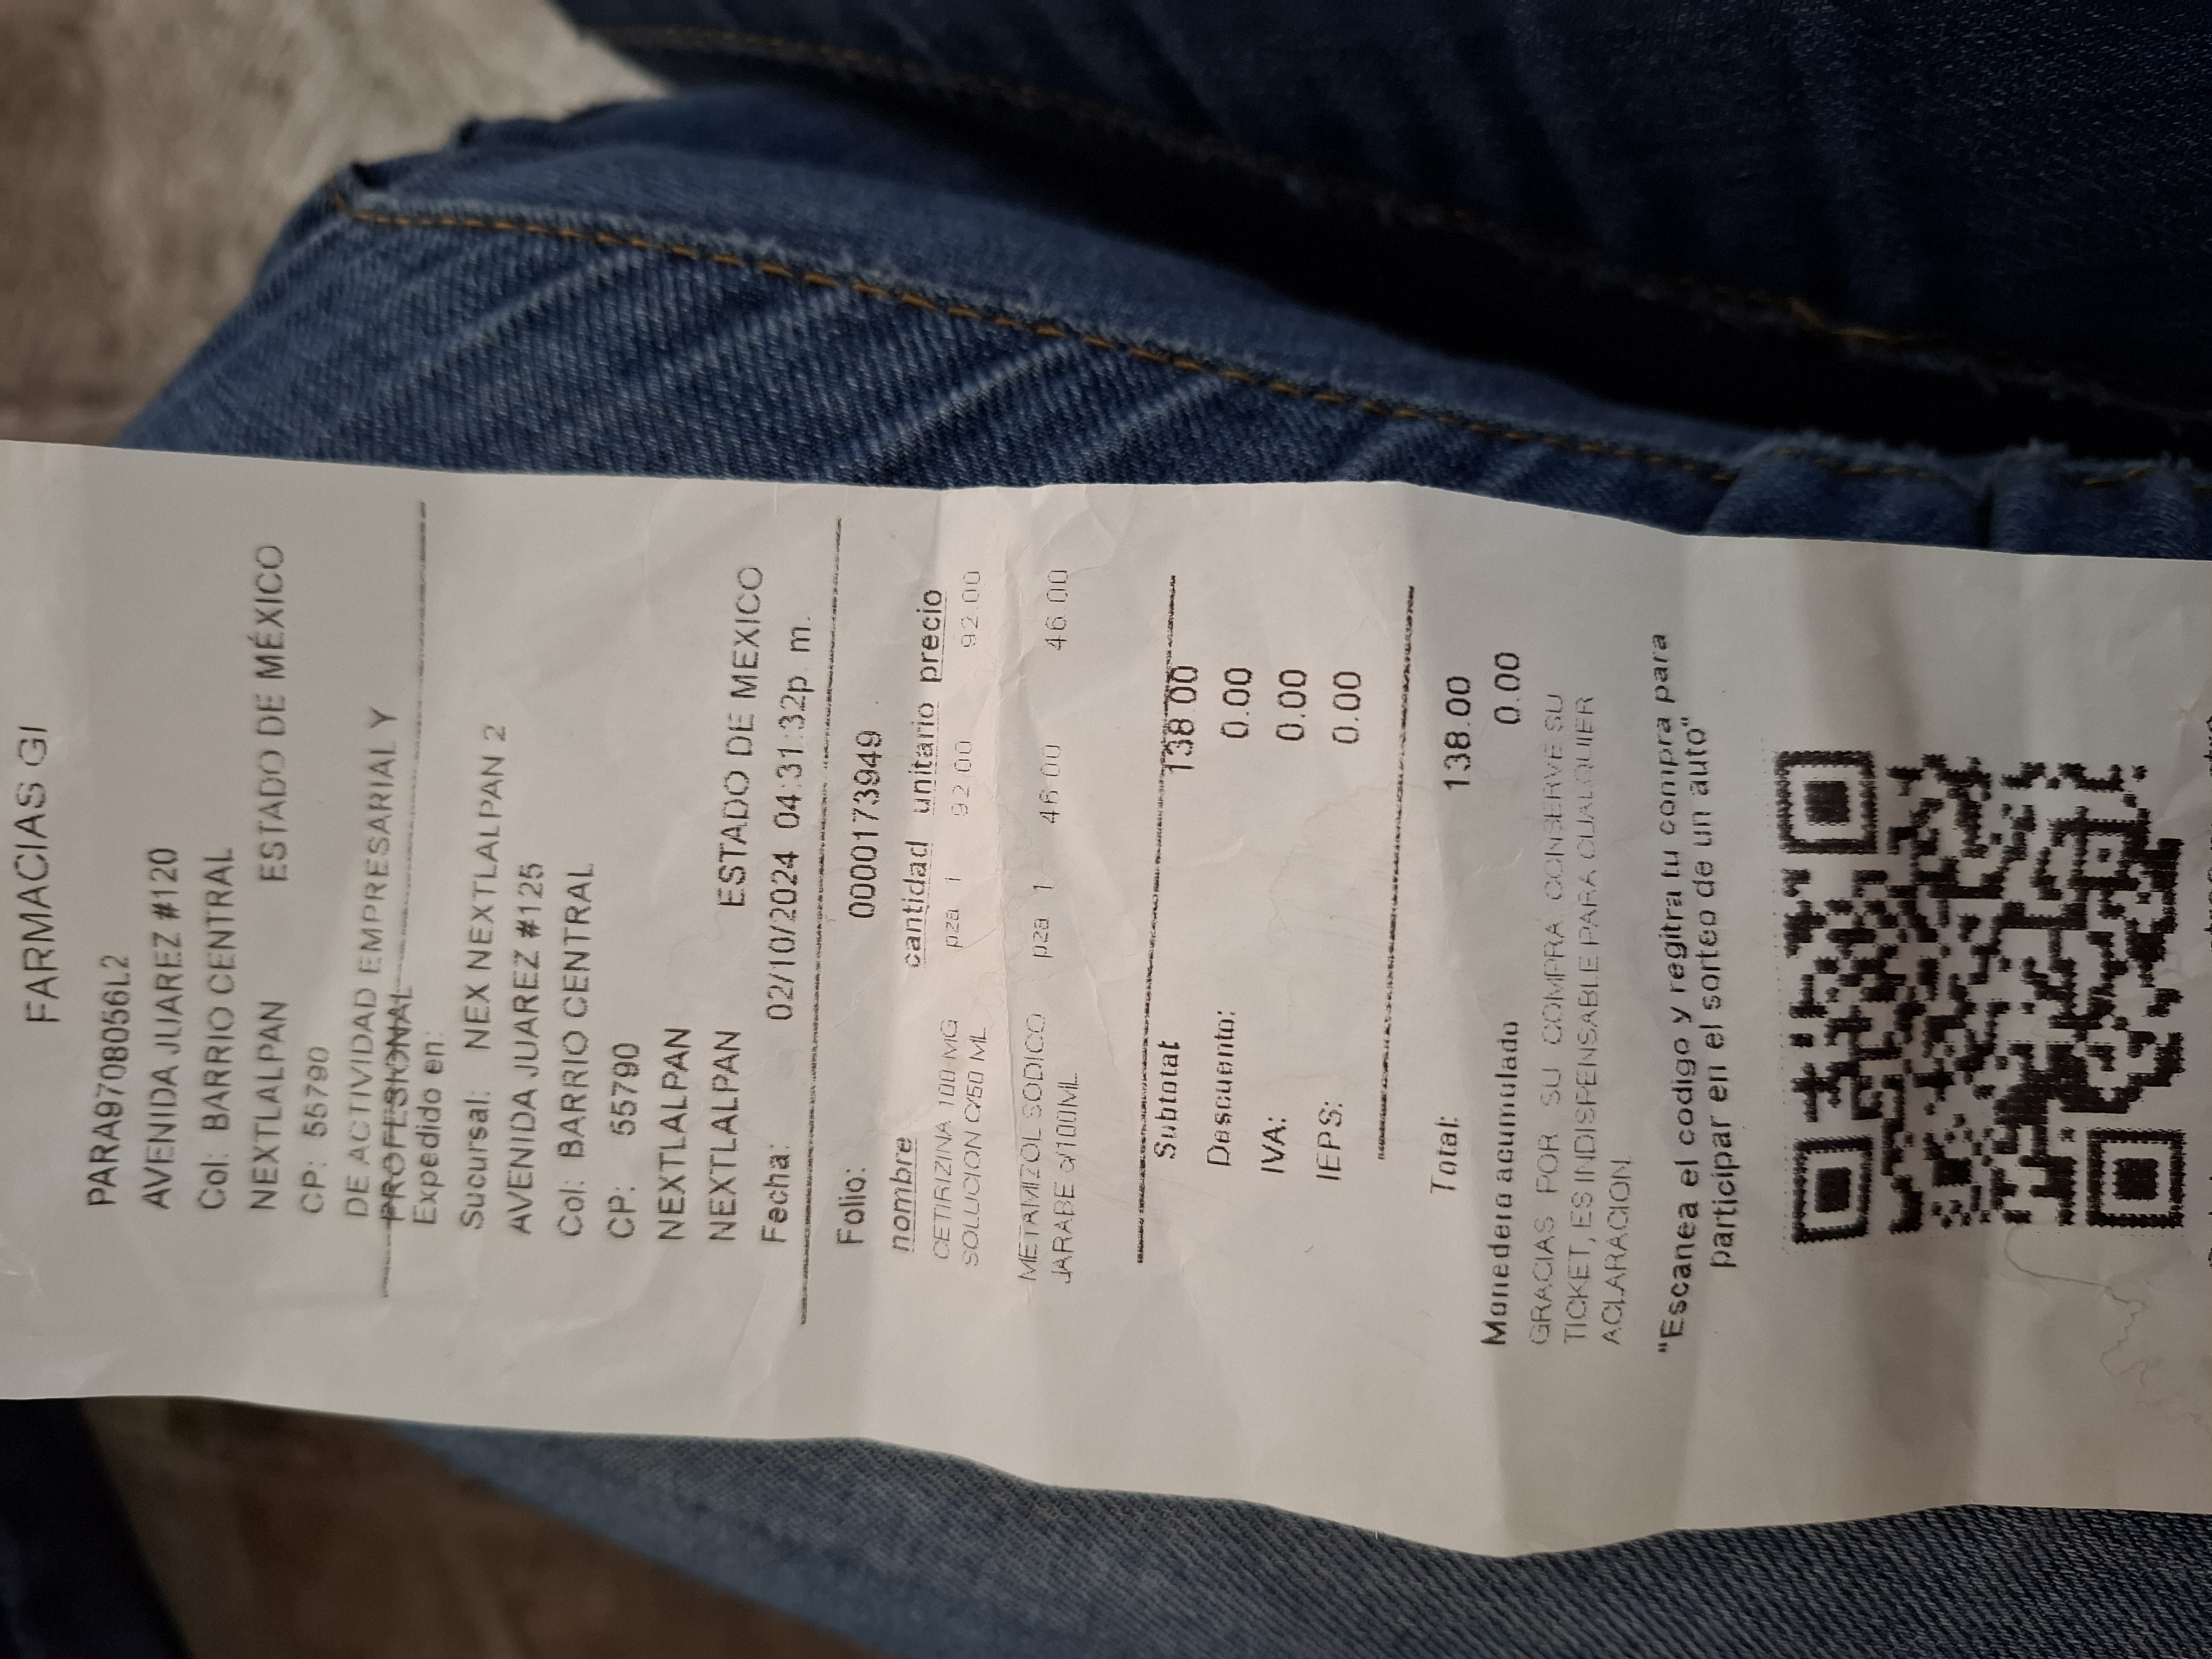 FARMACIAS GI
PARA9708056L2
AVENIDA JUAREZ #120
Col: BARRIO CENTRAL
NEXTLALPAN ESTADO DE MÉXICO
CP: 55790
DE ACTIVIDAD EMPRESARIAL Y
PROFESIONAL
Expedido en:
Sucursal: NEX NEXTLALPAN 2
AVENIDA JUAREZ #125
Col: BARRIO CENTRAL
CP: 55790
NEXTLALPAN
NEXTLALPAN ESTADO DE MEXICO
Fecha: 02/10/2024 04:31:32p. m.
Folio: 0000173949
nombre cantidad unitario precio
CETIRIZINA 100 MG pza 1 92.00 92.00
SOLUCION C/50 ML
METAMIZOL SODICO pza 1 46.00 46.00
JARABE c/100ML
Subtotal 138.00
Descuento: 0.00
IVA: 0.00
IEPS: 0.00
Total: 138.00
Monedero acumulado 0.00
GRACIAS POR SU COMPRA, CONSERVE SU
TICKET, ES INDISPENSABLE PARA CUALQUIER
ACLARACION.
"Escanea el codigo y regitra tu compra para
participar en el sorteo de un auto"